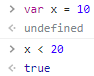 > var x = 10
< undefined
> x < 20
< true